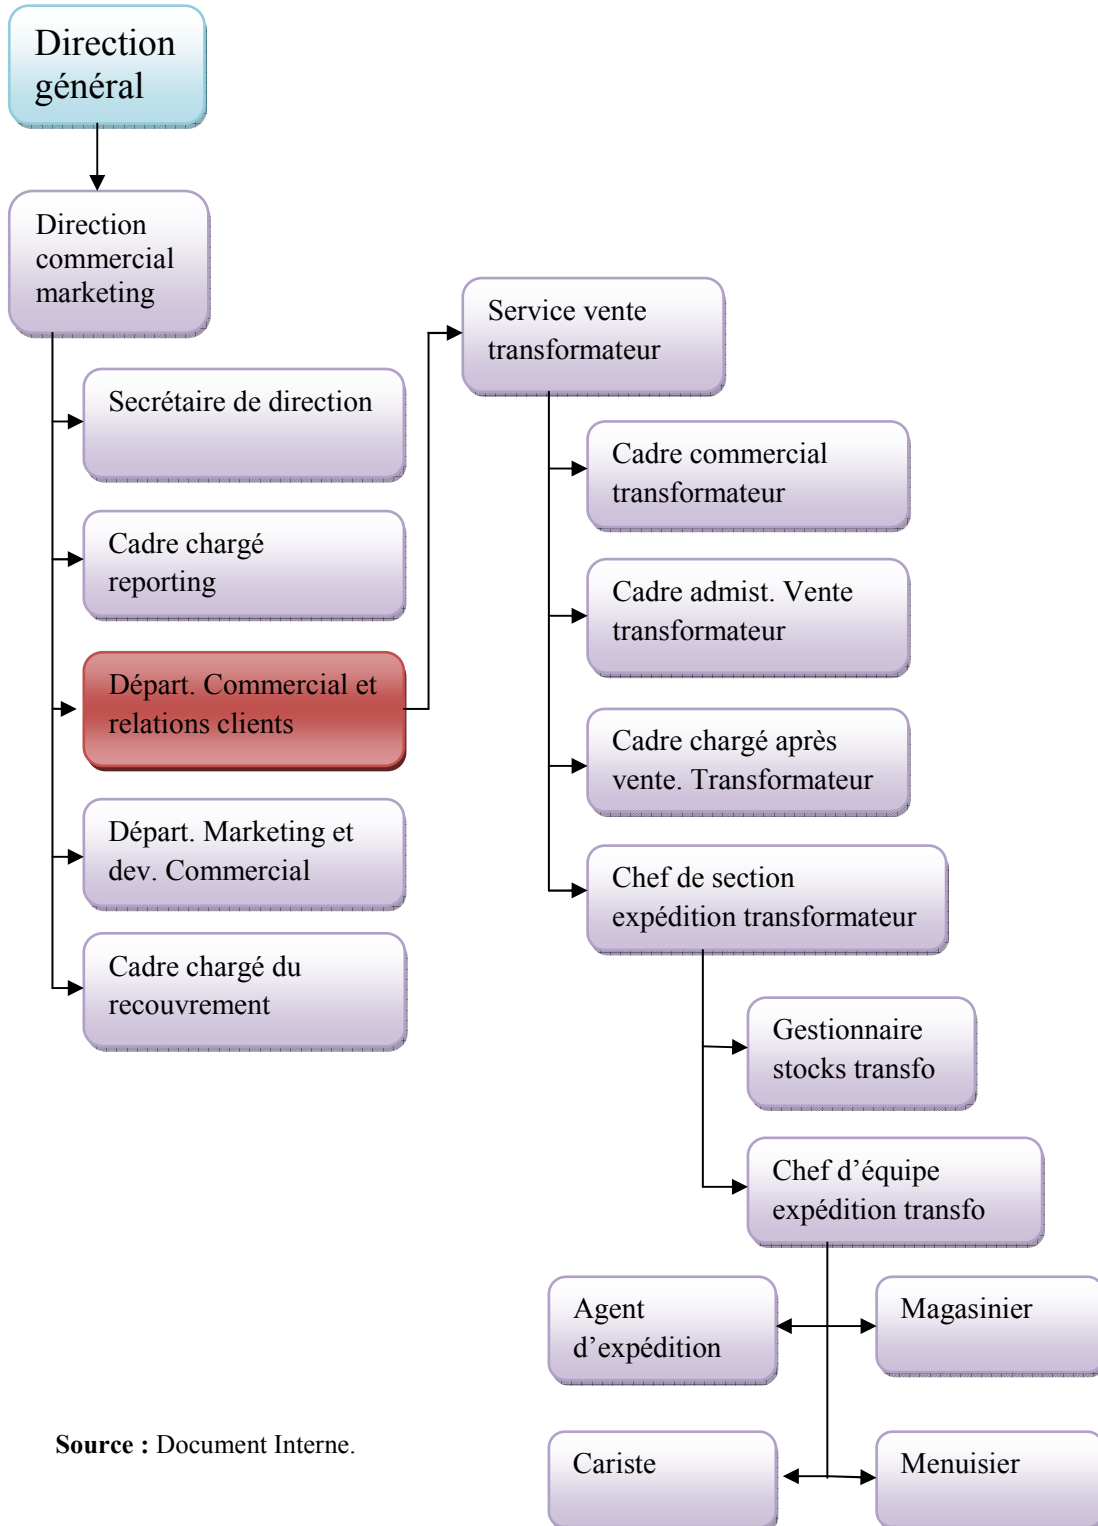 Direction
général
Direction
commercial
marketing
Secrétaire de direction
Cadre chargé
reporting
Départ. Commercial et
relations clients
Départ. Marketing et
dev. Commercial
Cadre chargé du
recouvrement
Service vente
transformateur
Cadre commercial
transformateur
Cadre admist. Vente
transformateur
Cadre chargé après
vente. Transformateur
Chef de section
expédition transformateur
Gestionnaire
stocks transfo
Chef d’équipe
expédition transfo
Agent
d’expédition
Magasinier
Cariste
Menuisier
Source : Document Interne.